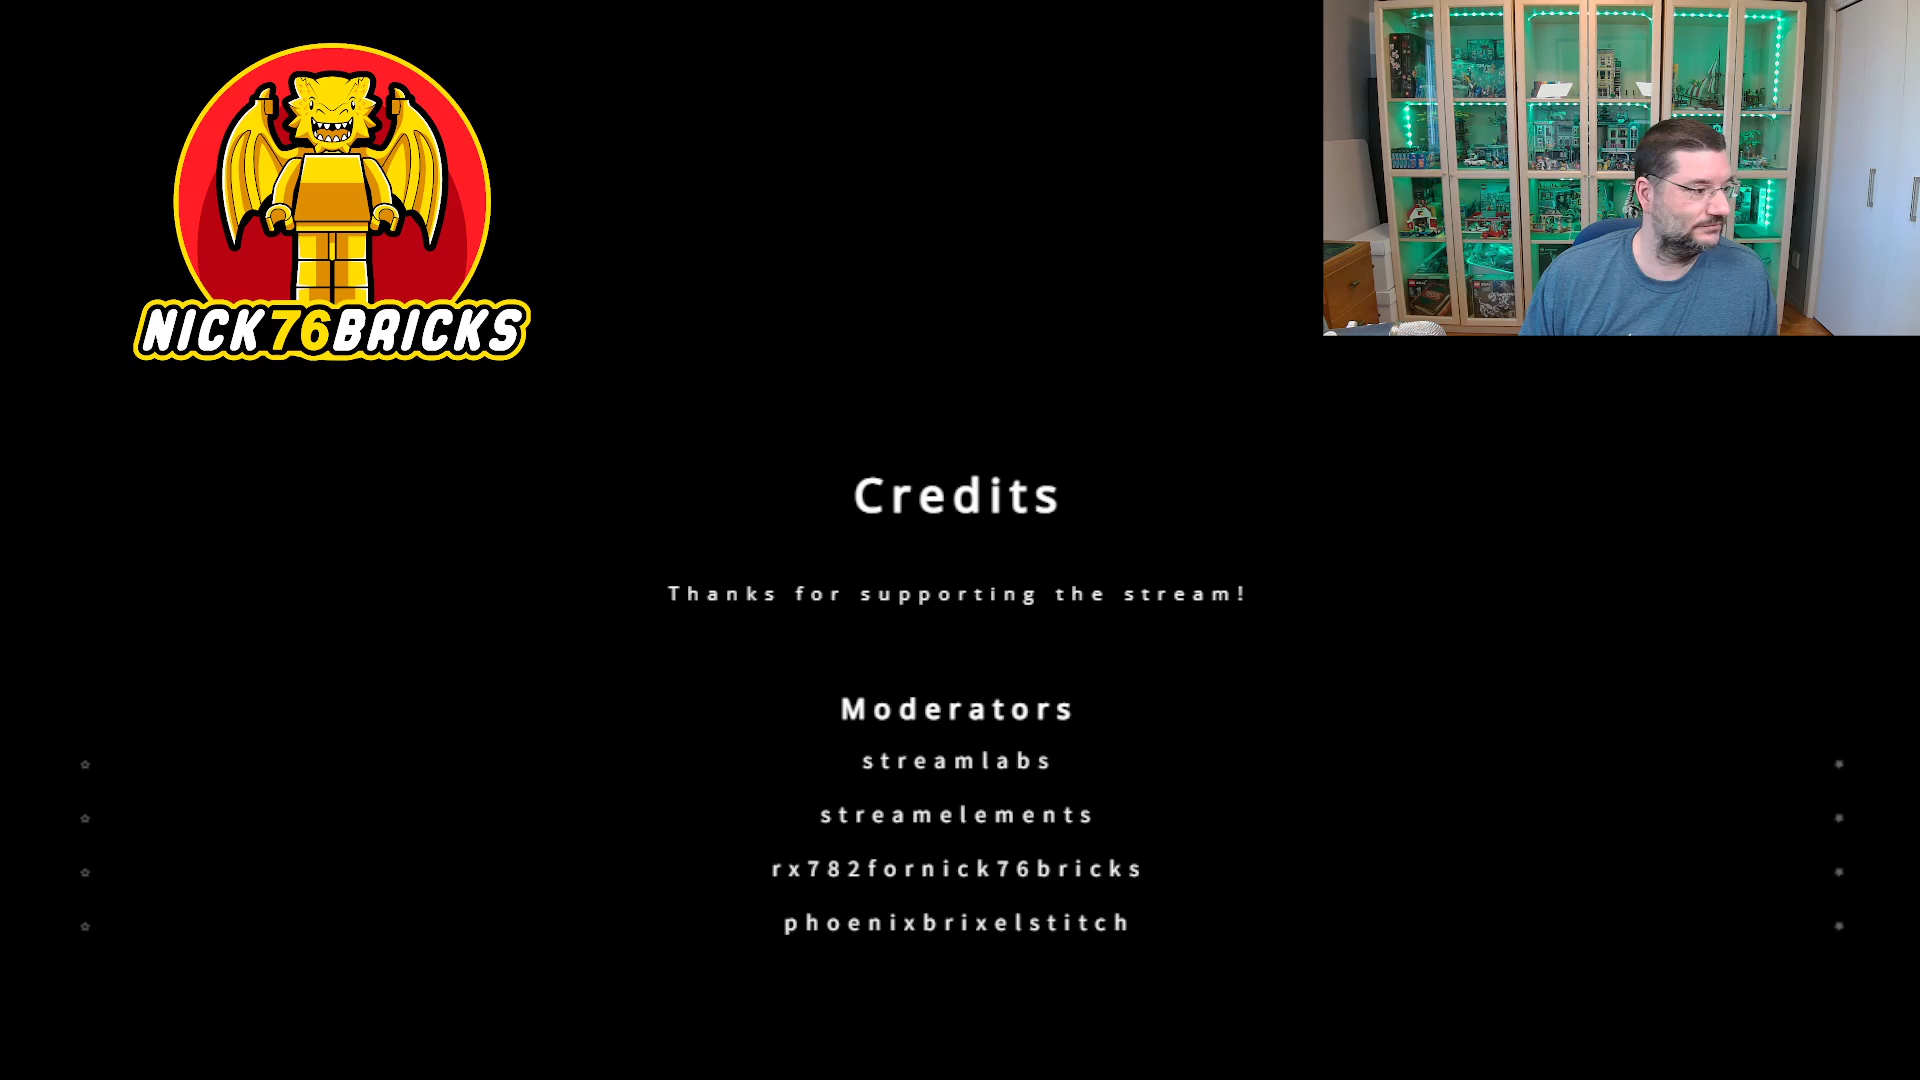 NICK76BRICKS
Credits
Thanks for supporting the stream!
Moderators
streamlabs
streamelements
rx782fornick76bricks
phoenixbrixelstitch